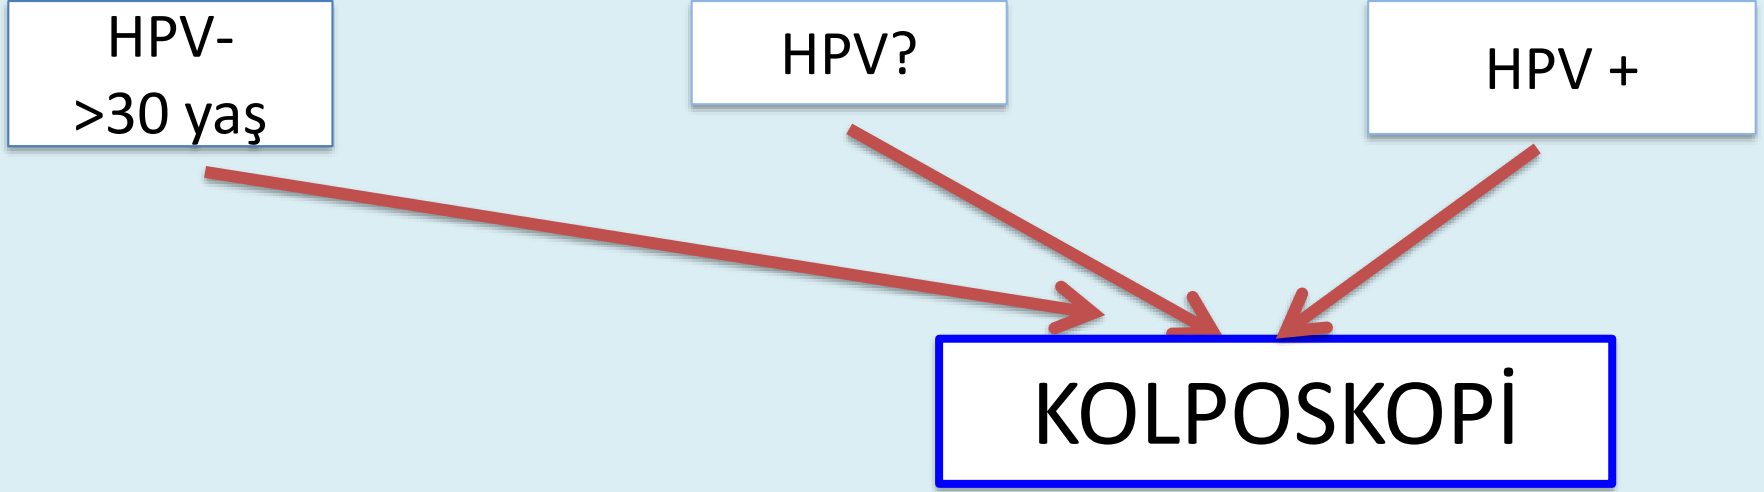 HPV-
>30 yaş
HPV?
HPV +
KOLPOSKOPİ